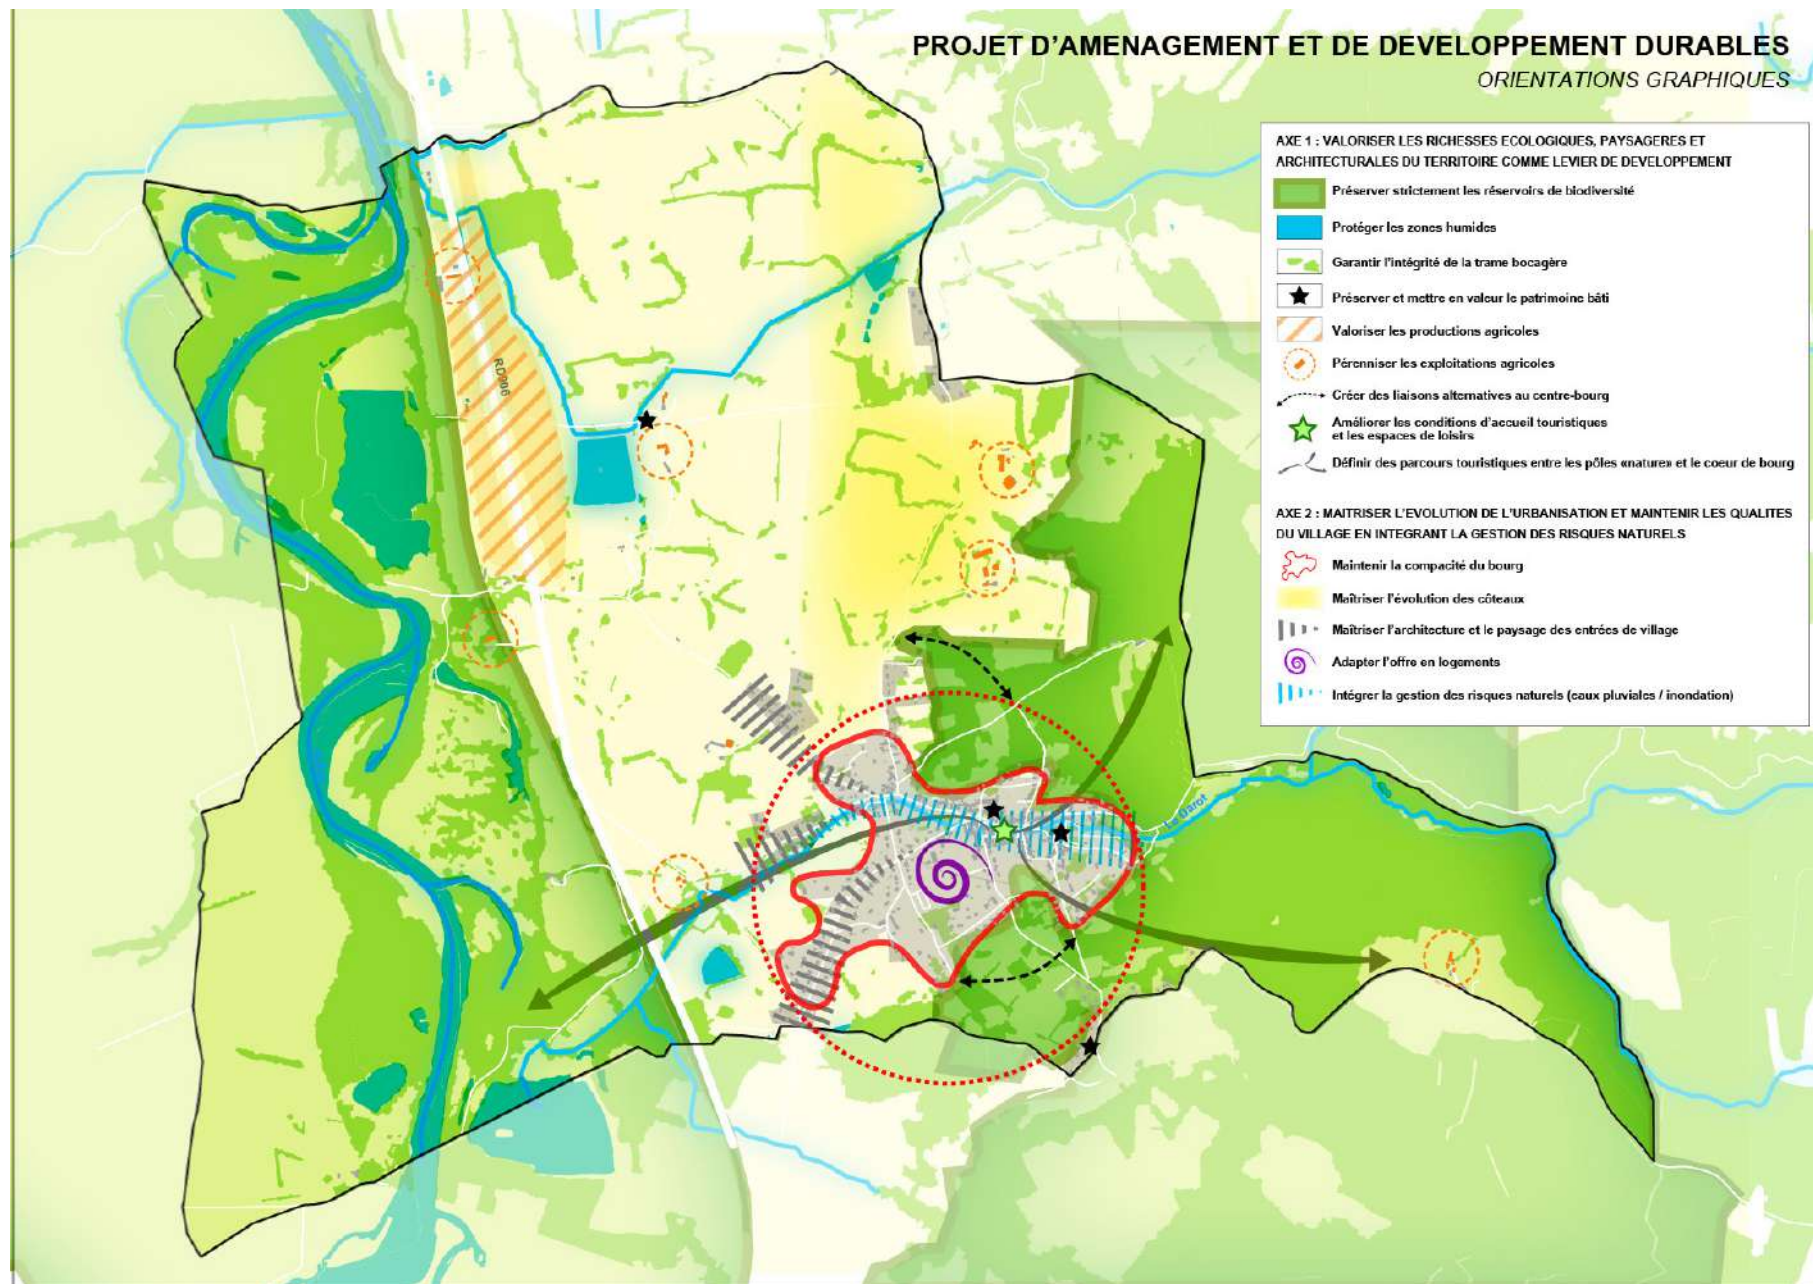 PROJET D'AMENAGEMENT ET DE DEVELOPPEMENT DURABLES
ORIENTATIONS GRAPHIQUES
AXE 1 : VALORISER LES RICHESSES ECOLOGIQUES, PAYSAGERES ET
ARCHITECTURALES DU TERRITOIRE COMME LEVIER DE DEVELOPPEMENT
Préserver strictement les réservoirs de biodiversité
Protéger les zones humides
Garantir l'intégrité de la trame bocagère
Préserver et mettre en valeur le patrimoine bâti
Valoriser les productions agricoles
Pérenniser les exploitations agricoles
Créer des liaisons alternatives au centre-bourg
Améliorer les conditions d'accueil touristiques
et les espaces de loisirs
Définir des parcours touristiques entre les pôles «nature» et le coeur de bourg
AXE 2 : MAITRISER L'EVOLUTION DE L'URBANISATION ET MAINTENIR LES QUALITES
DU VILLAGE EN INTEGRANT LA GESTION DES RISQUES NATURELS
Maintenir la compacité du bourg
Maîtriser l'évolution des côteaux
Maîtriser l'architecture et le paysage des entrées de village
Adapter l'offre en logements
Intégrer la gestion des risques naturels (eaux pluviales / inondation)
Le Darot